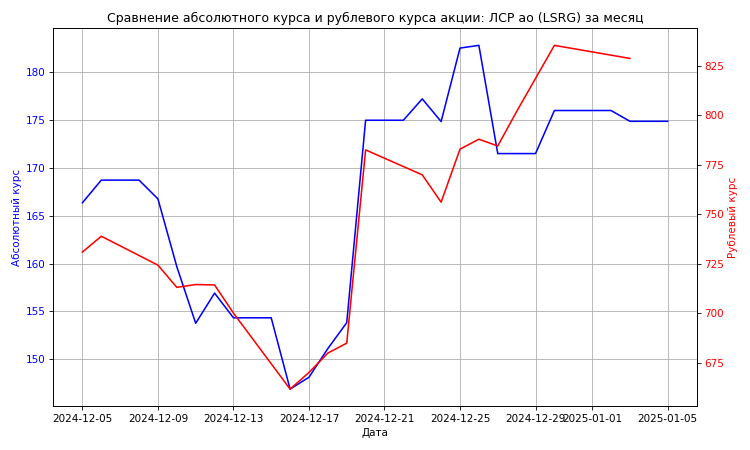 Сравнение абсолютного курса и рублевого курса акции: ЛСР ао (LSRG) за месяц
Абсолютный курс
180
175
170
165
160
155
150
825
800
775
750
725
700
675
Рублевый курс
2024-12-05 2024-12-09 2024-12-13 2024-12-17 2024-12-21 2024-12-25 2024-12-29 2025-01-01 2025-01-05
Дата